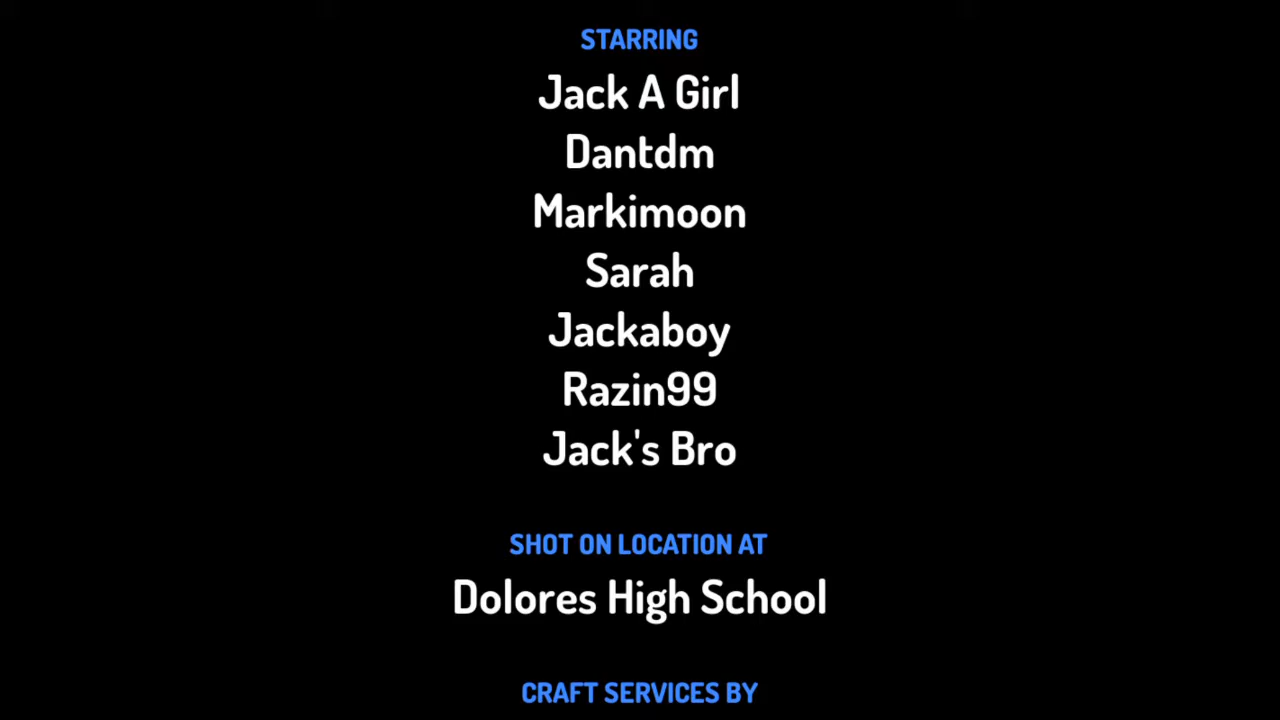 STARRING
Jack A Girl
Dantdm
Markimoon
Sarah
Jackaboy
Razin99
Jack's Bro
SHOT ON LOCATION AT
Dolores High School
CRAFT SERVICES BY